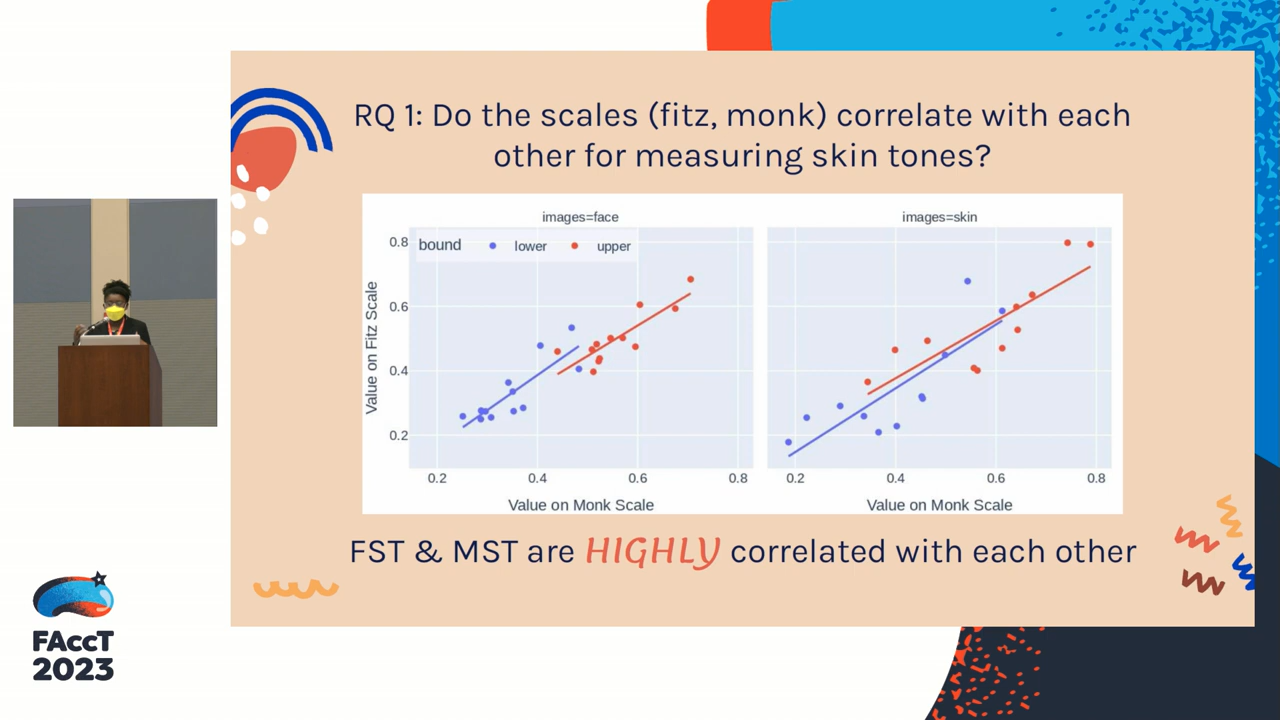 RQ 1: Do the scales (fitz, monk) correlate with each
other for measuring skin tones?
images=face
images=skin
bound
lower
upper
Value on Fitz Scale
0.8
0.6
0.4
0.2
0.2
0.4
0.6
0.8
0.2
0.4
0.6
0.8
Value on Monk Scale
Value on Monk Scale
FST & MST are HIGHLY correlated with each other
FAccT
2023